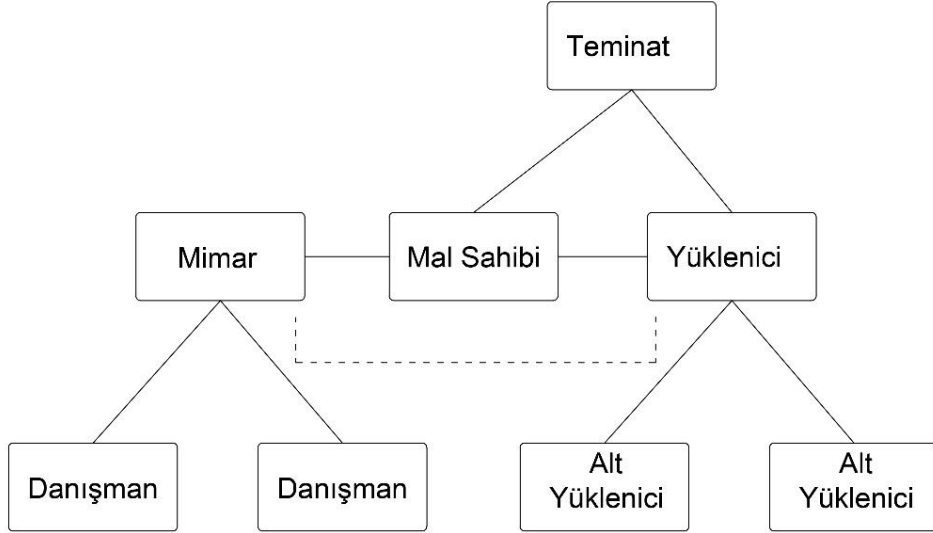 Teminat
Mimar
Mal Sahibi
Yüklenici
Danışman
Danışman
Alt
Yüklenici
Alt
Yüklenici